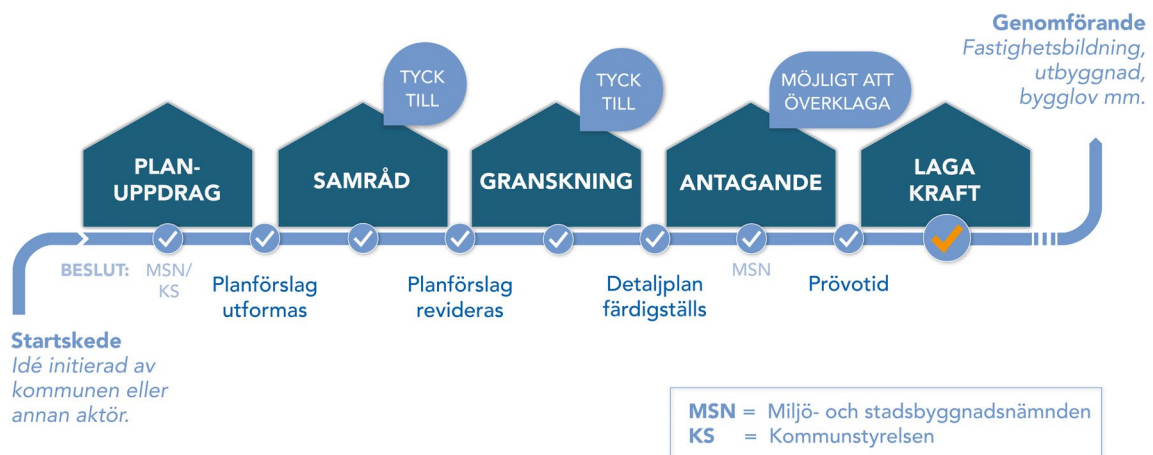 Genomförande
Fastighetsbildning,
utbyggnad,
bygglov mm.
TYCK
TILL
TYCK
TILL
MÖJLIGT ATT
ÖVERKLAGA
PLAN-
UPPDRAG
SAMRÅD
GRANSKNING
ANTAGANDE
LAGA
KRAFT
BESLUT:
MSN/
KS
MSN
Planförslag
utformas
Planförslag
revideras
Detaljplan
färdigställs
Prövotid
Startskede
Idé initierad av
kommunen eller
annan aktör.
MSN = Miljö- och stadsbyggnadsnämnden
KS = Kommunstyrelsen